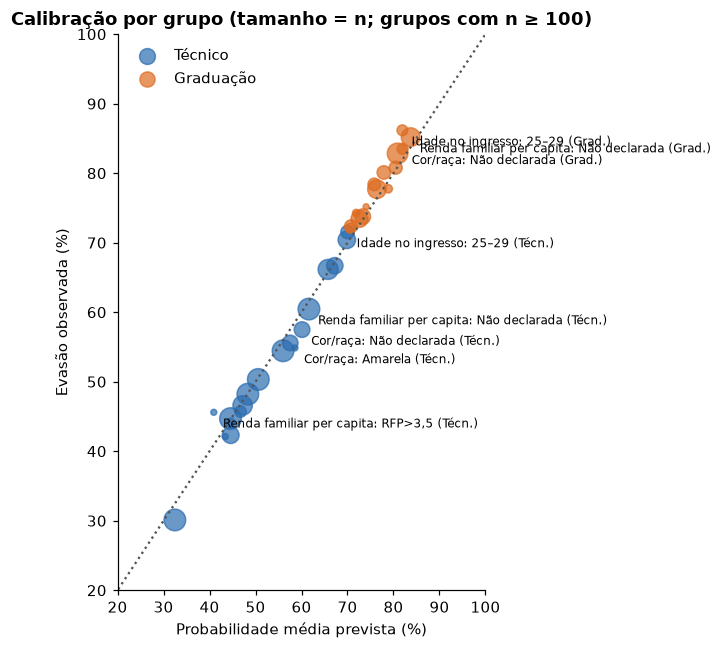 Calibração por grupo (tamanho = n; grupos com n ≥ 100)
Técnico
Graduação
100
90
80
70
60
50
40
30
20
Evasão observada (%)
Idade no ingresso: 25–29 (Grad.)
Renda familiar per capita: Não declarada (Grad.)
Cor/raça: Não declarada (Grad.)
Idade no ingresso: 25–29 (Técn.)
Renda familiar per capita: Não declarada (Técn.)
Cor/raça: Não declarada (Técn.)
Cor/raça: Amarela (Técn.)
Renda familiar per capita: RFP>3,5 (Técn.)
20 30 40 50 60 70 80 90 100
Probabilidade média prevista (%)